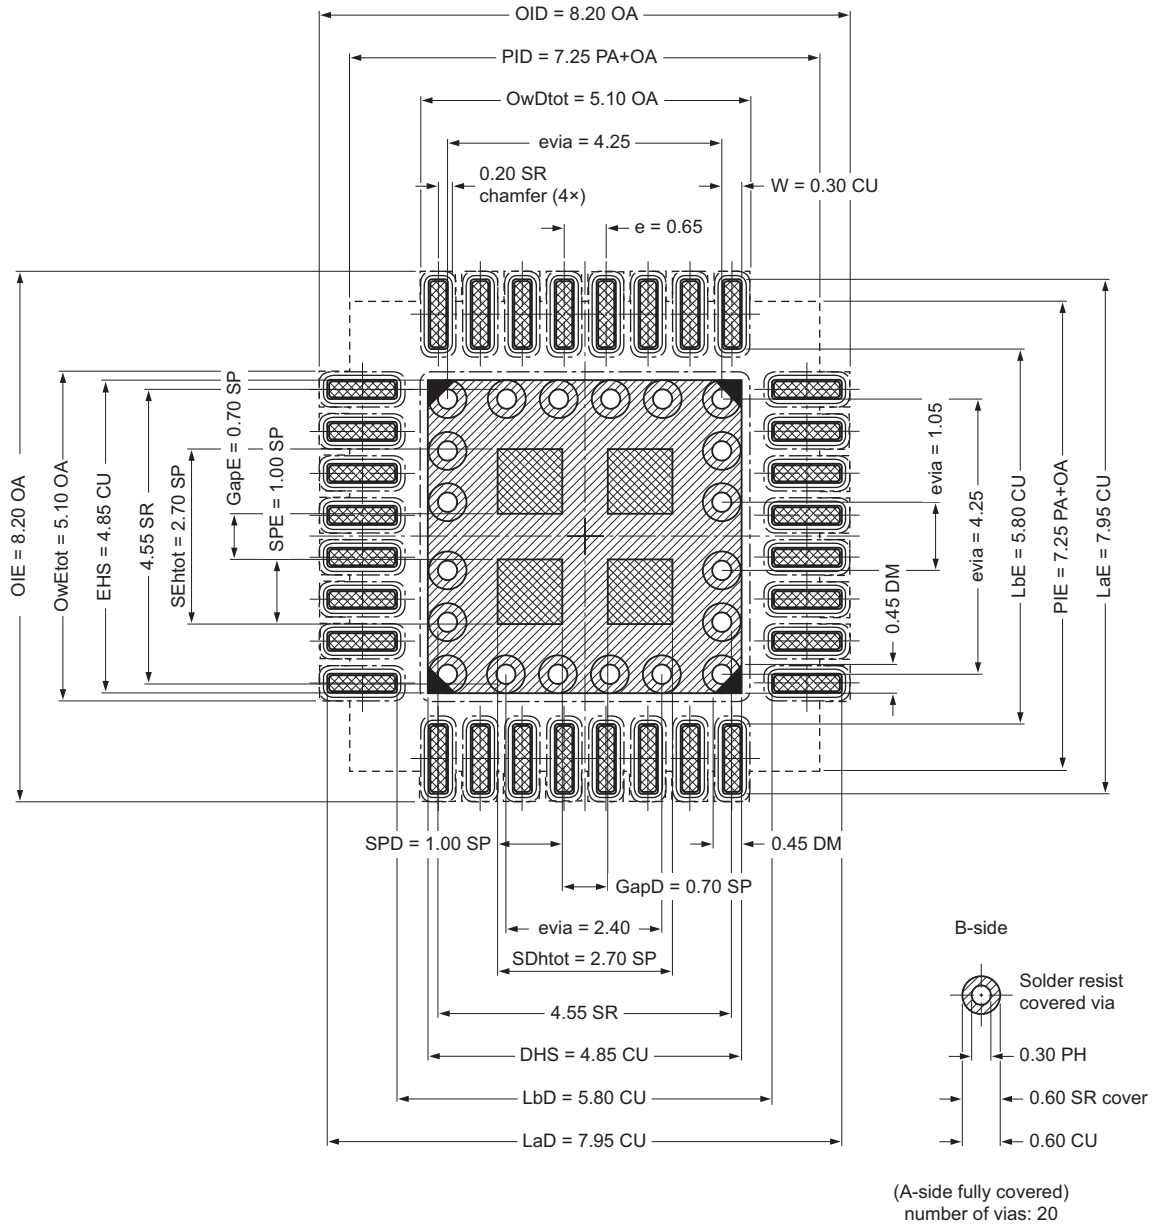 OID = 8.20 OA
PID = 7.25 PA+OA
OwDtot = 5.10 OA
evia = 4.25
0.20 SR
chamfer (4×)
W = 0.30 CU
e = 0.65
OIE = 8.20 OA
OwEtot = 5.10 OA
EHS = 4.85 CU
4.55 SR
SEhtot = 2.70 SP
GapE = 0.70 SP
SPE = 1.00 SP
0.45 DM
evia = 1.05
evia = 4.25
LbE = 5.80 CU
PIE = 7.25 PA+OA
LaE = 7.95 CU
SPD = 1.00 SP
0.45 DM
GapD = 0.70 SP
evia = 2.40
SDhtot = 2.70 SP
4.55 SR
DHS = 4.85 CU
LbD = 5.80 CU
LaD = 7.95 CU
B-side
Solder resist
covered via
0.30 PH
0.60 SR cover
0.60 CU
(A-side fully covered)
number of vias: 20